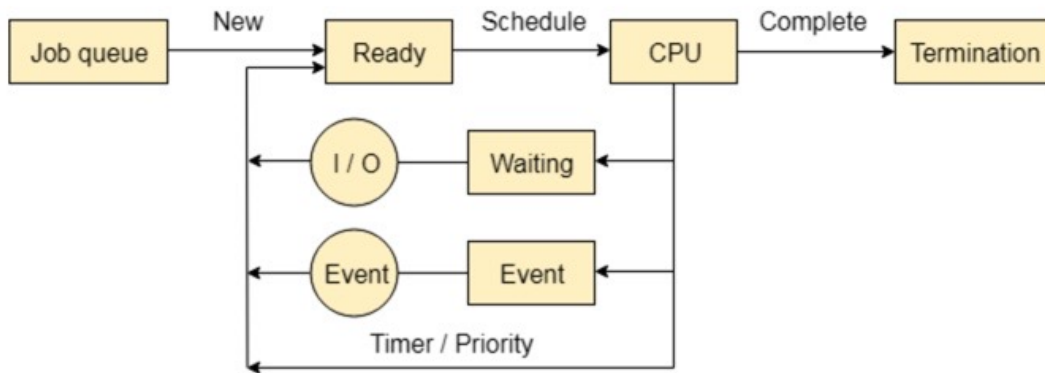 New
Schedule
Complete
Job queue
Ready
CPU
Termination
I / O
Waiting
Event
Event
Timer / Priority